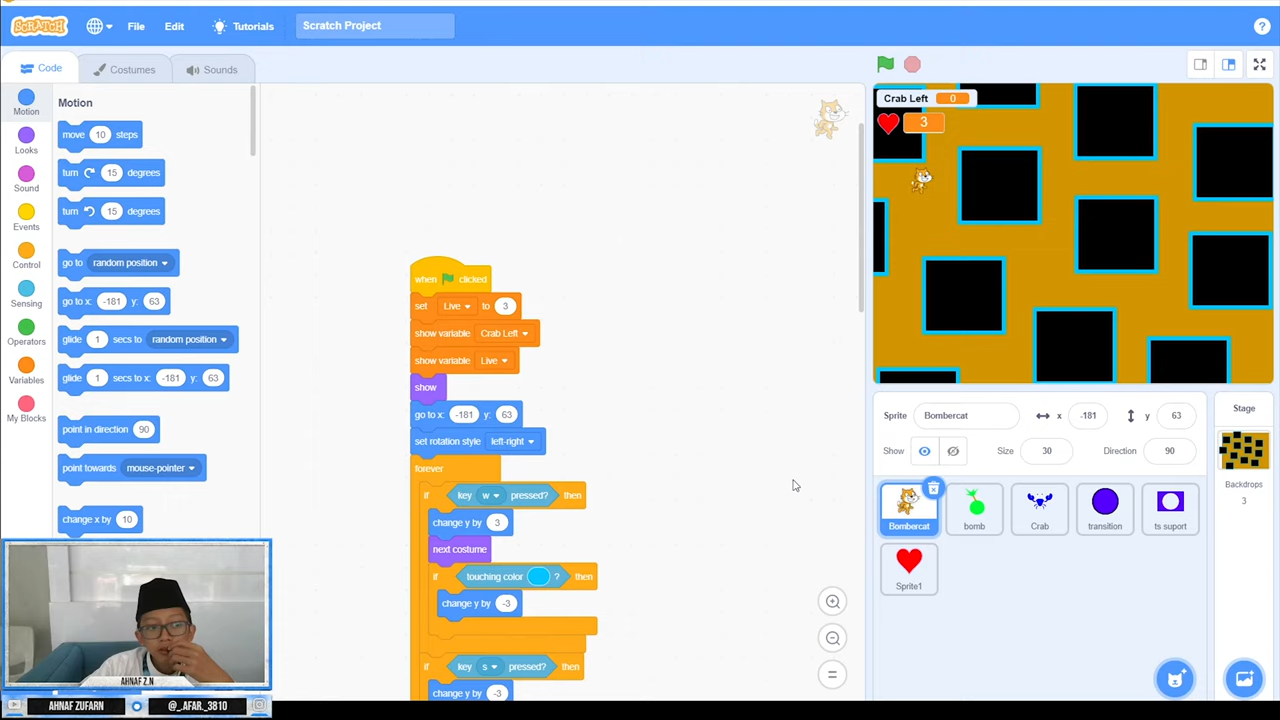 SCRATCH
File
Edit
Tutorials
Scratch Project
?
Code
Costumes
Sounds
Motion
Looks
Sound
Events
Control
Sensing
Operators
Variables
My Blocks
Motion
move 10 steps
turn 15 degrees
turn 15 degrees
go to random position
go to x: -181 y: 63
glide 1 secs to random position
glide 1 secs to x: -181 y: 63
point in direction 90
point towards mouse-pointer
change x by 10
when clicked
set Live to 3
show variable Crab Left
show variable Live
show
go to x: -181 y: 63
set rotation style left-right
forever
if key w pressed? then
change y by 3
next costume
if touching color ? then
change y by -3
if key s pressed? then
change y by -3
Crab Left 0
3
Sprite Bombercat x -181 y 63
Show Size 30 Direction 90
Bombercat
bomb
Crab
transition
ts suport
Sprite1
Stage
Backdrops
3
AHNAF Z.N
AHNAF ZUFARN
@_AFAR_3810